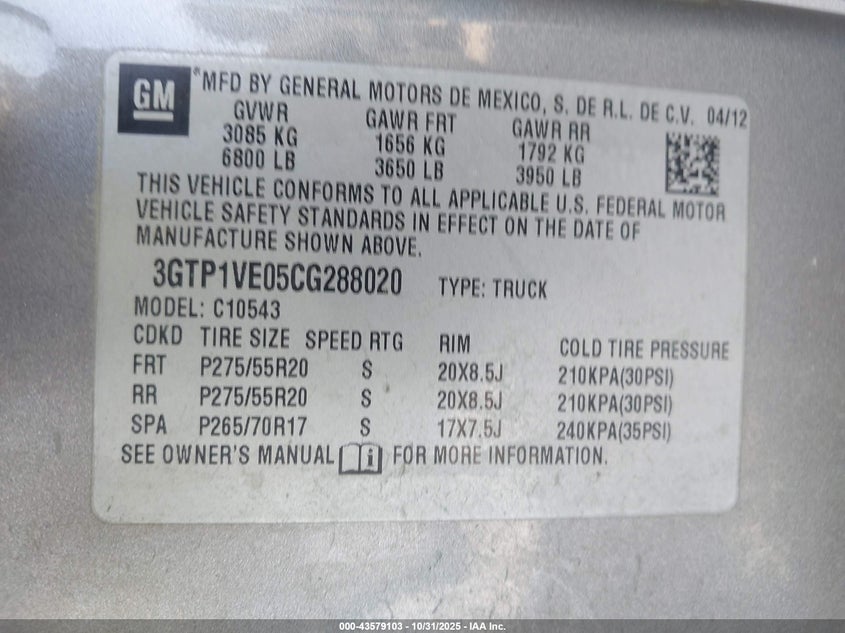 GM
*MFD BY GENERAL MOTORS DE MEXICO, S. DE R.L. DE C.V. 04/12
GVWR GAWR FRT GAWR RR
3085 KG 1656 KG 1792 KG
6800 LB 3650 LB 3950 LB
THIS VEHICLE CONFORMS TO ALL APPLICABLE U.S. FEDERAL MOTOR
VEHICLE SAFETY STANDARDS IN EFFECT ON THE DATE OF
MANUFACTURE SHOWN ABOVE.
3GTP1VE05CG288020 TYPE: TRUCK
MODEL: C10543
CDKD TIRE SIZE SPEED RTG RIM COLD TIRE PRESSURE
FRT P275/55R20 S 20X8.5J 210KPA(30PSI)
RR P275/55R20 S 20X8.5J 210KPA(30PSI)
SPA P265/70R17 S 17X7.5J 240KPA(35PSI)
SEE OWNER'S MANUAL i FOR MORE INFORMATION.
000-43579103 - 10/31/2025 - IAA Inc.